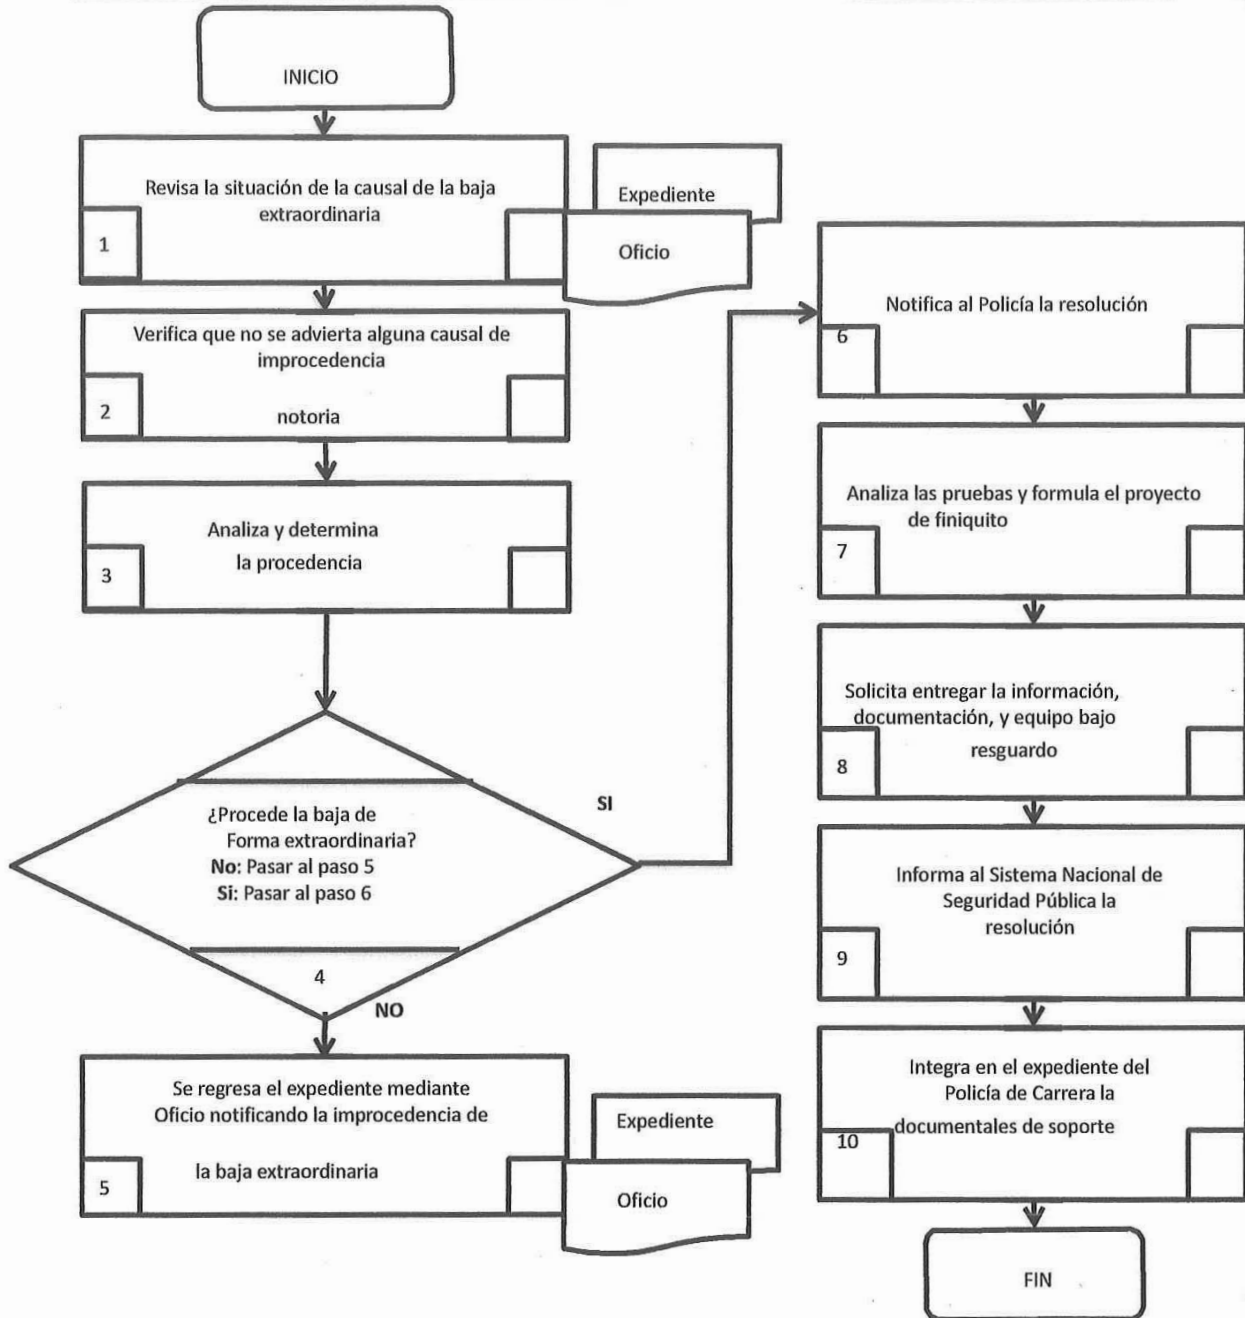 INICIO
Revisa la situación de la causal de la baja
extraordinaria
1
Expediente
Oficio
Verifica que no se advierta alguna causal de
improcedencia
notoria
2
Analiza y determina
la procedencia
3
¿Procede la baja de
Forma extraordinaria?
No: Pasar al paso 5
Si: Pasar al paso 6
4
SI
NO
Se regresa el expediente mediante
Oficio notificando la improcedencia de
la baja extraordinaria
5
Expediente
Oficio
Notifica al Policía la resolución
6
Analiza las pruebas y formula el proyecto
de finiquito
7
Solicita entregar la información,
documentación, y equipo bajo
resguardo
8
Informa al Sistema Nacional de
Seguridad Pública la
resolución
9
Integra en el expediente del
Policía de Carrera la
documentales de soporte
10
FIN